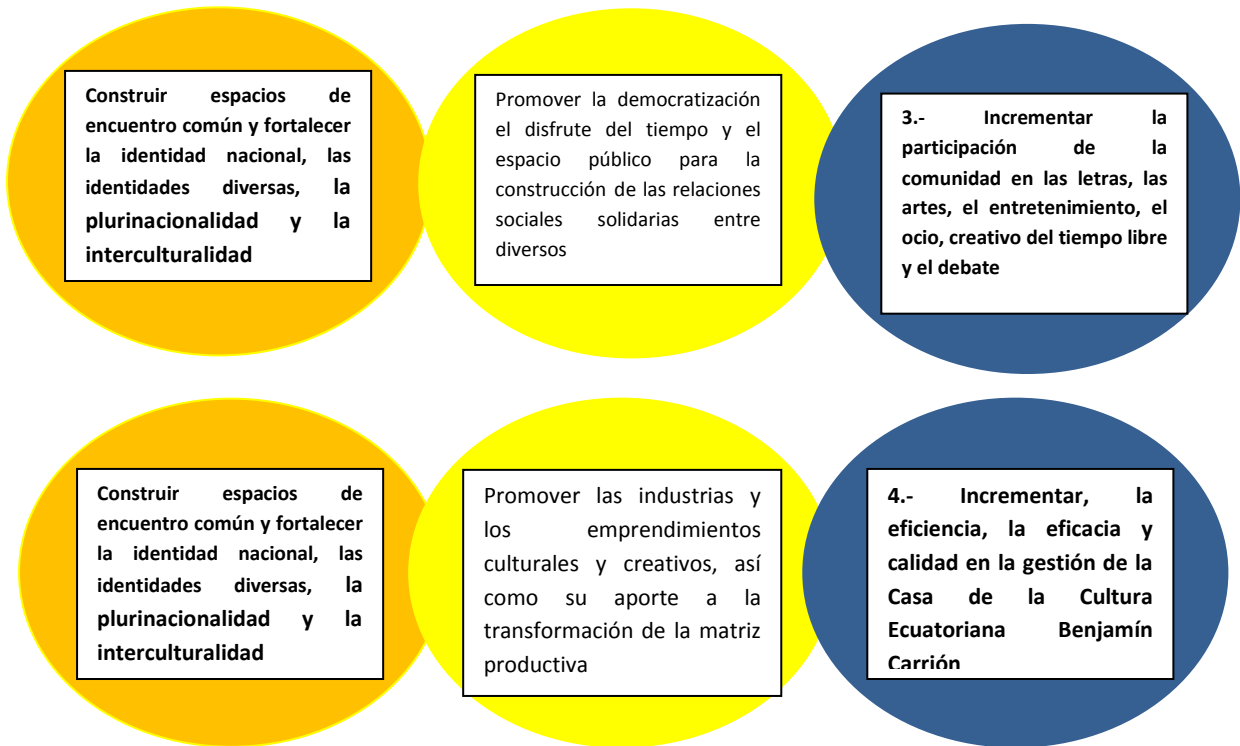 Construir espacios de
encuentro común y fortalecer
la identidad nacional, las
identidades diversas, la
plurinacionalidad y la
interculturalidad
Promover la democratización
el disfrute del tiempo y el
espacio público para la
construcción de las relaciones
sociales solidarias entre
diversos
3.- Incrementar la
participación de la
comunidad en las letras, las
artes, el entretenimiento, el
ocio, creativo del tiempo libre
y el debate
Construir espacios de
encuentro común y fortalecer
la identidad nacional, las
identidades diversas, la
plurinacionalidad y la
interculturalidad
Promover las industrias y
los emprendimientos
culturales y creativos, así
como su aporte a la
transformación de la matriz
productiva
4.- Incrementar, la
eficiencia, la eficacia y
calidad en la gestión de la
Casa de la Cultura
Ecuatoriana Benjamín
Carrión